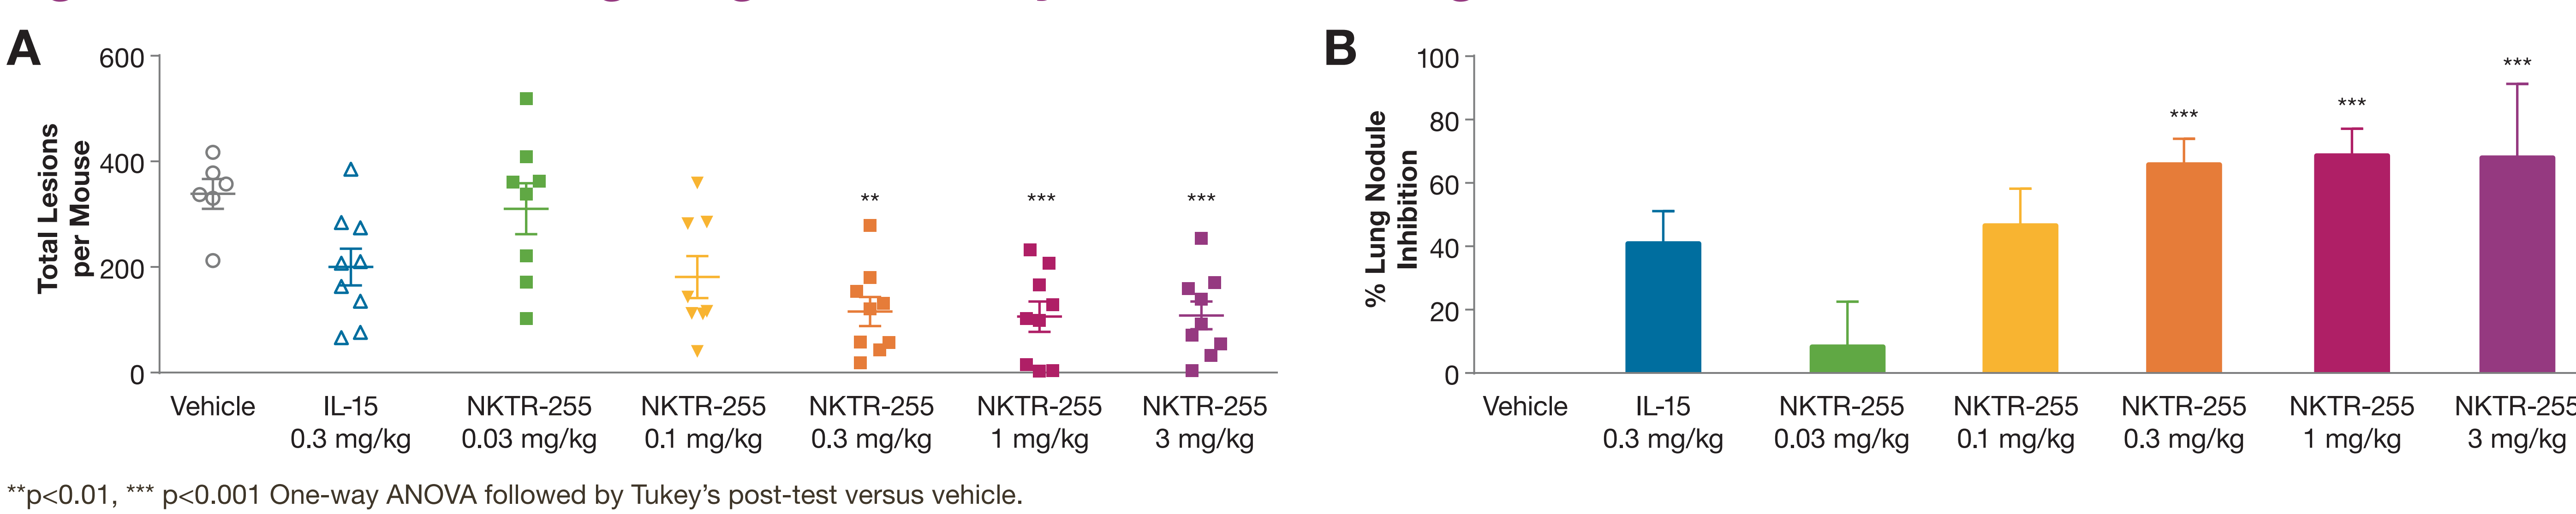 A
600
400
200
0
Total Lesions
per Mouse
** *** ***
Vehicle IL-15 NKTR-255 NKTR-255 NKTR-255 NKTR-255 NKTR-255
0.3 mg/kg 0.03 mg/kg 0.1 mg/kg 0.3 mg/kg 1 mg/kg 3 mg/kg
B
100
80
60
40
20
0
% Lung Nodule
Inhibition
*** *** ***
Vehicle IL-15 NKTR-255 NKTR-255 NKTR-255 NKTR-255 NKTR-255
0.3 mg/kg 0.03 mg/kg 0.1 mg/kg 0.3 mg/kg 1 mg/kg 3 mg/kg
**p<0.01, *** p<0.001 One-way ANOVA followed by Tukey’s post-test versus vehicle.